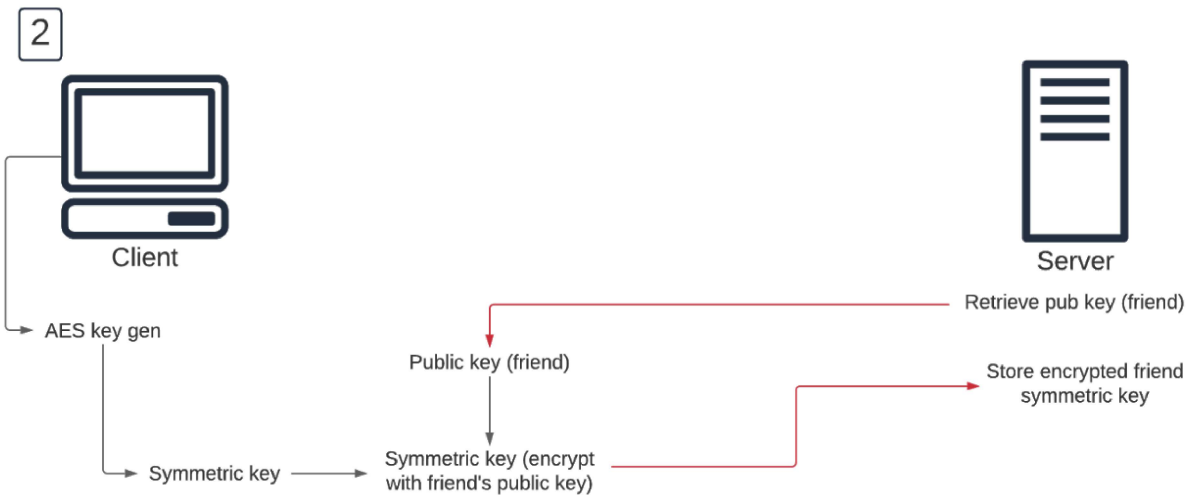 2
Client
Server
Retrieve pub key (friend)
AES key gen
Public key (friend)
Store encrypted friend
symmetric key
Symmetric key
Symmetric key (encrypt
with friend's public key)